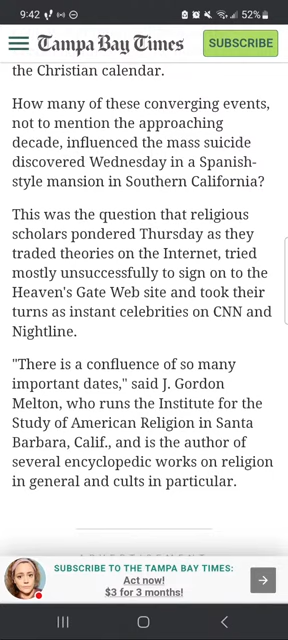 9:42
52%
Tampa Bay Times
SUBSCRIBE
the Christian calendar.
How many of these converging events,
not to mention the approaching
decade, influenced the mass suicide
discovered Wednesday in a Spanish-
style mansion in Southern California?
This was the question that religious
scholars pondered Thursday as they
traded theories on the Internet, tried
mostly unsuccessfully to sign on to the
Heaven's Gate Web site and took their
turns as instant celebrities on CNN and
Nightline.
"There is a confluence of so many
important dates," said J. Gordon
Melton, who runs the Institute for the
Study of American Religion in Santa
Barbara, Calif., and is the author of
several encyclopedic works on religion
in general and cults in particular.
ADVERTISEMENT
SUBSCRIBE TO THE TAMPA BAY TIMES:
Act now!
$3 for 3 months!